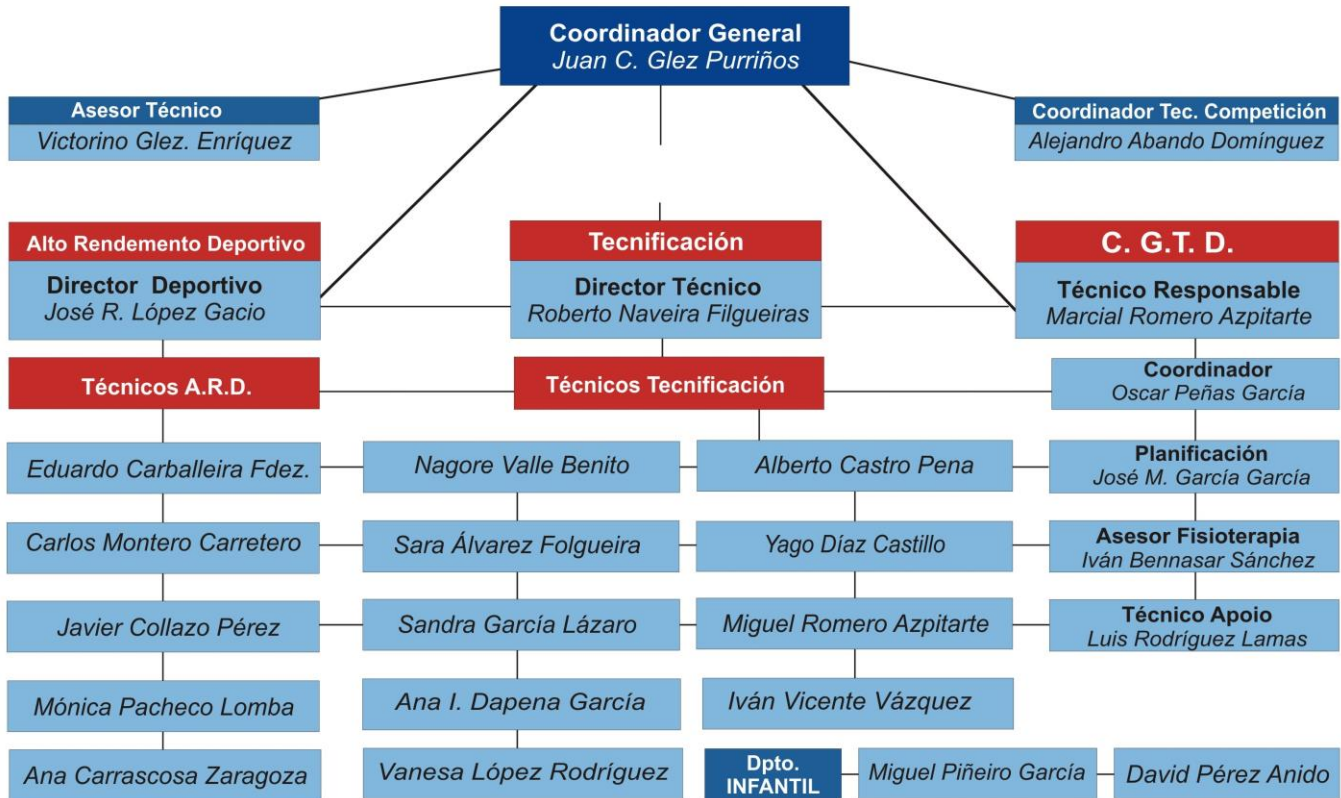 Coordinador General
Juan C. Glez Purriños
Asesor Técnico
Victorino Glez. Enríquez
Coordinador Tec. Competición
Alejandro Abando Domínguez
Alto Rendemento Deportivo
Director Deportivo
José R. López Gacio
Tecnificación
Director Técnico
Roberto Naveira Filgueiras
C. G.T. D.
Técnico Responsable
Marcial Romero Azpitarte
Técnicos A.R.D.
Técnicos Tecnificación
Coordinador
Oscar Peñas García
Eduardo Carballeira Fdez.
Nagore Valle Benito
Alberto Castro Pena
Planificación
José M. García García
Carlos Montero Carretero
Sara Álvarez Folgueira
Yago Díaz Castillo
Asesor Fisioterapia
Iván Bennasar Sánchez
Javier Collazo Pérez
Sandra García Lázaro
Miguel Romero Azpitarte
Técnico Apoio
Luis Rodríguez Lamas
Mónica Pacheco Lomba
Ana I. Dapena García
Iván Vicente Vázquez
Ana Carrascosa Zaragoza
Vanesa López Rodríguez
Dpto.
INFANTIL
Miguel Piñeiro García
David Pérez Anido